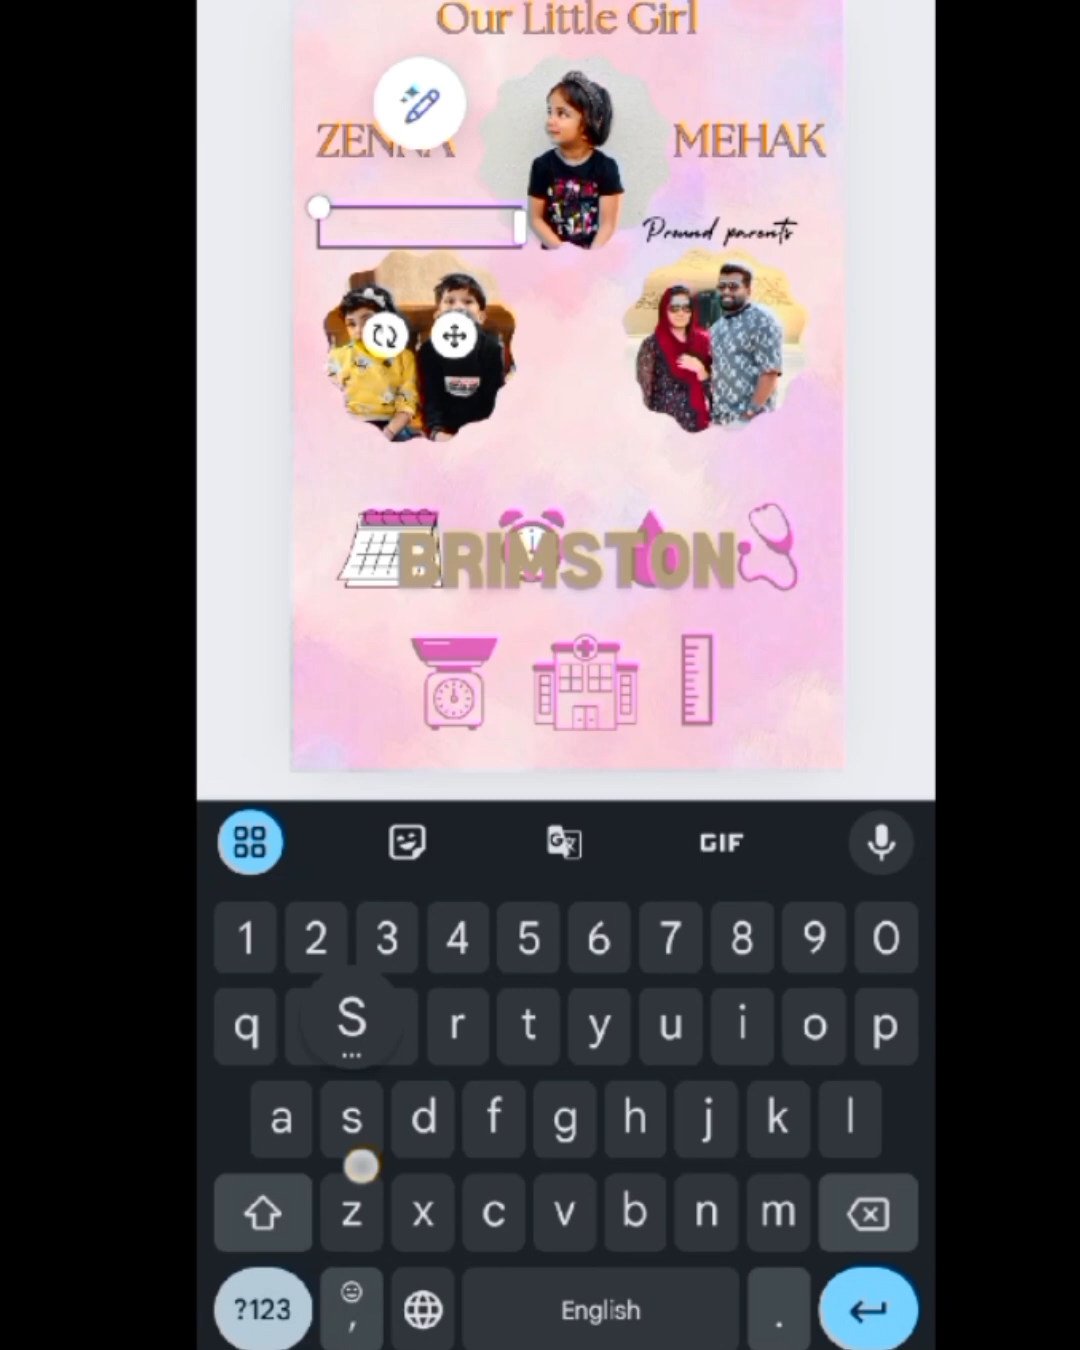 Our Little Girl
ZENNA
MEHAK
Proud parents
BRIMSTON
GIF
1 2 3 4 5 6 7 8 9 0
q S r t y u i o p
a s d f g h j k l
z x c v b n m
?123 , English .